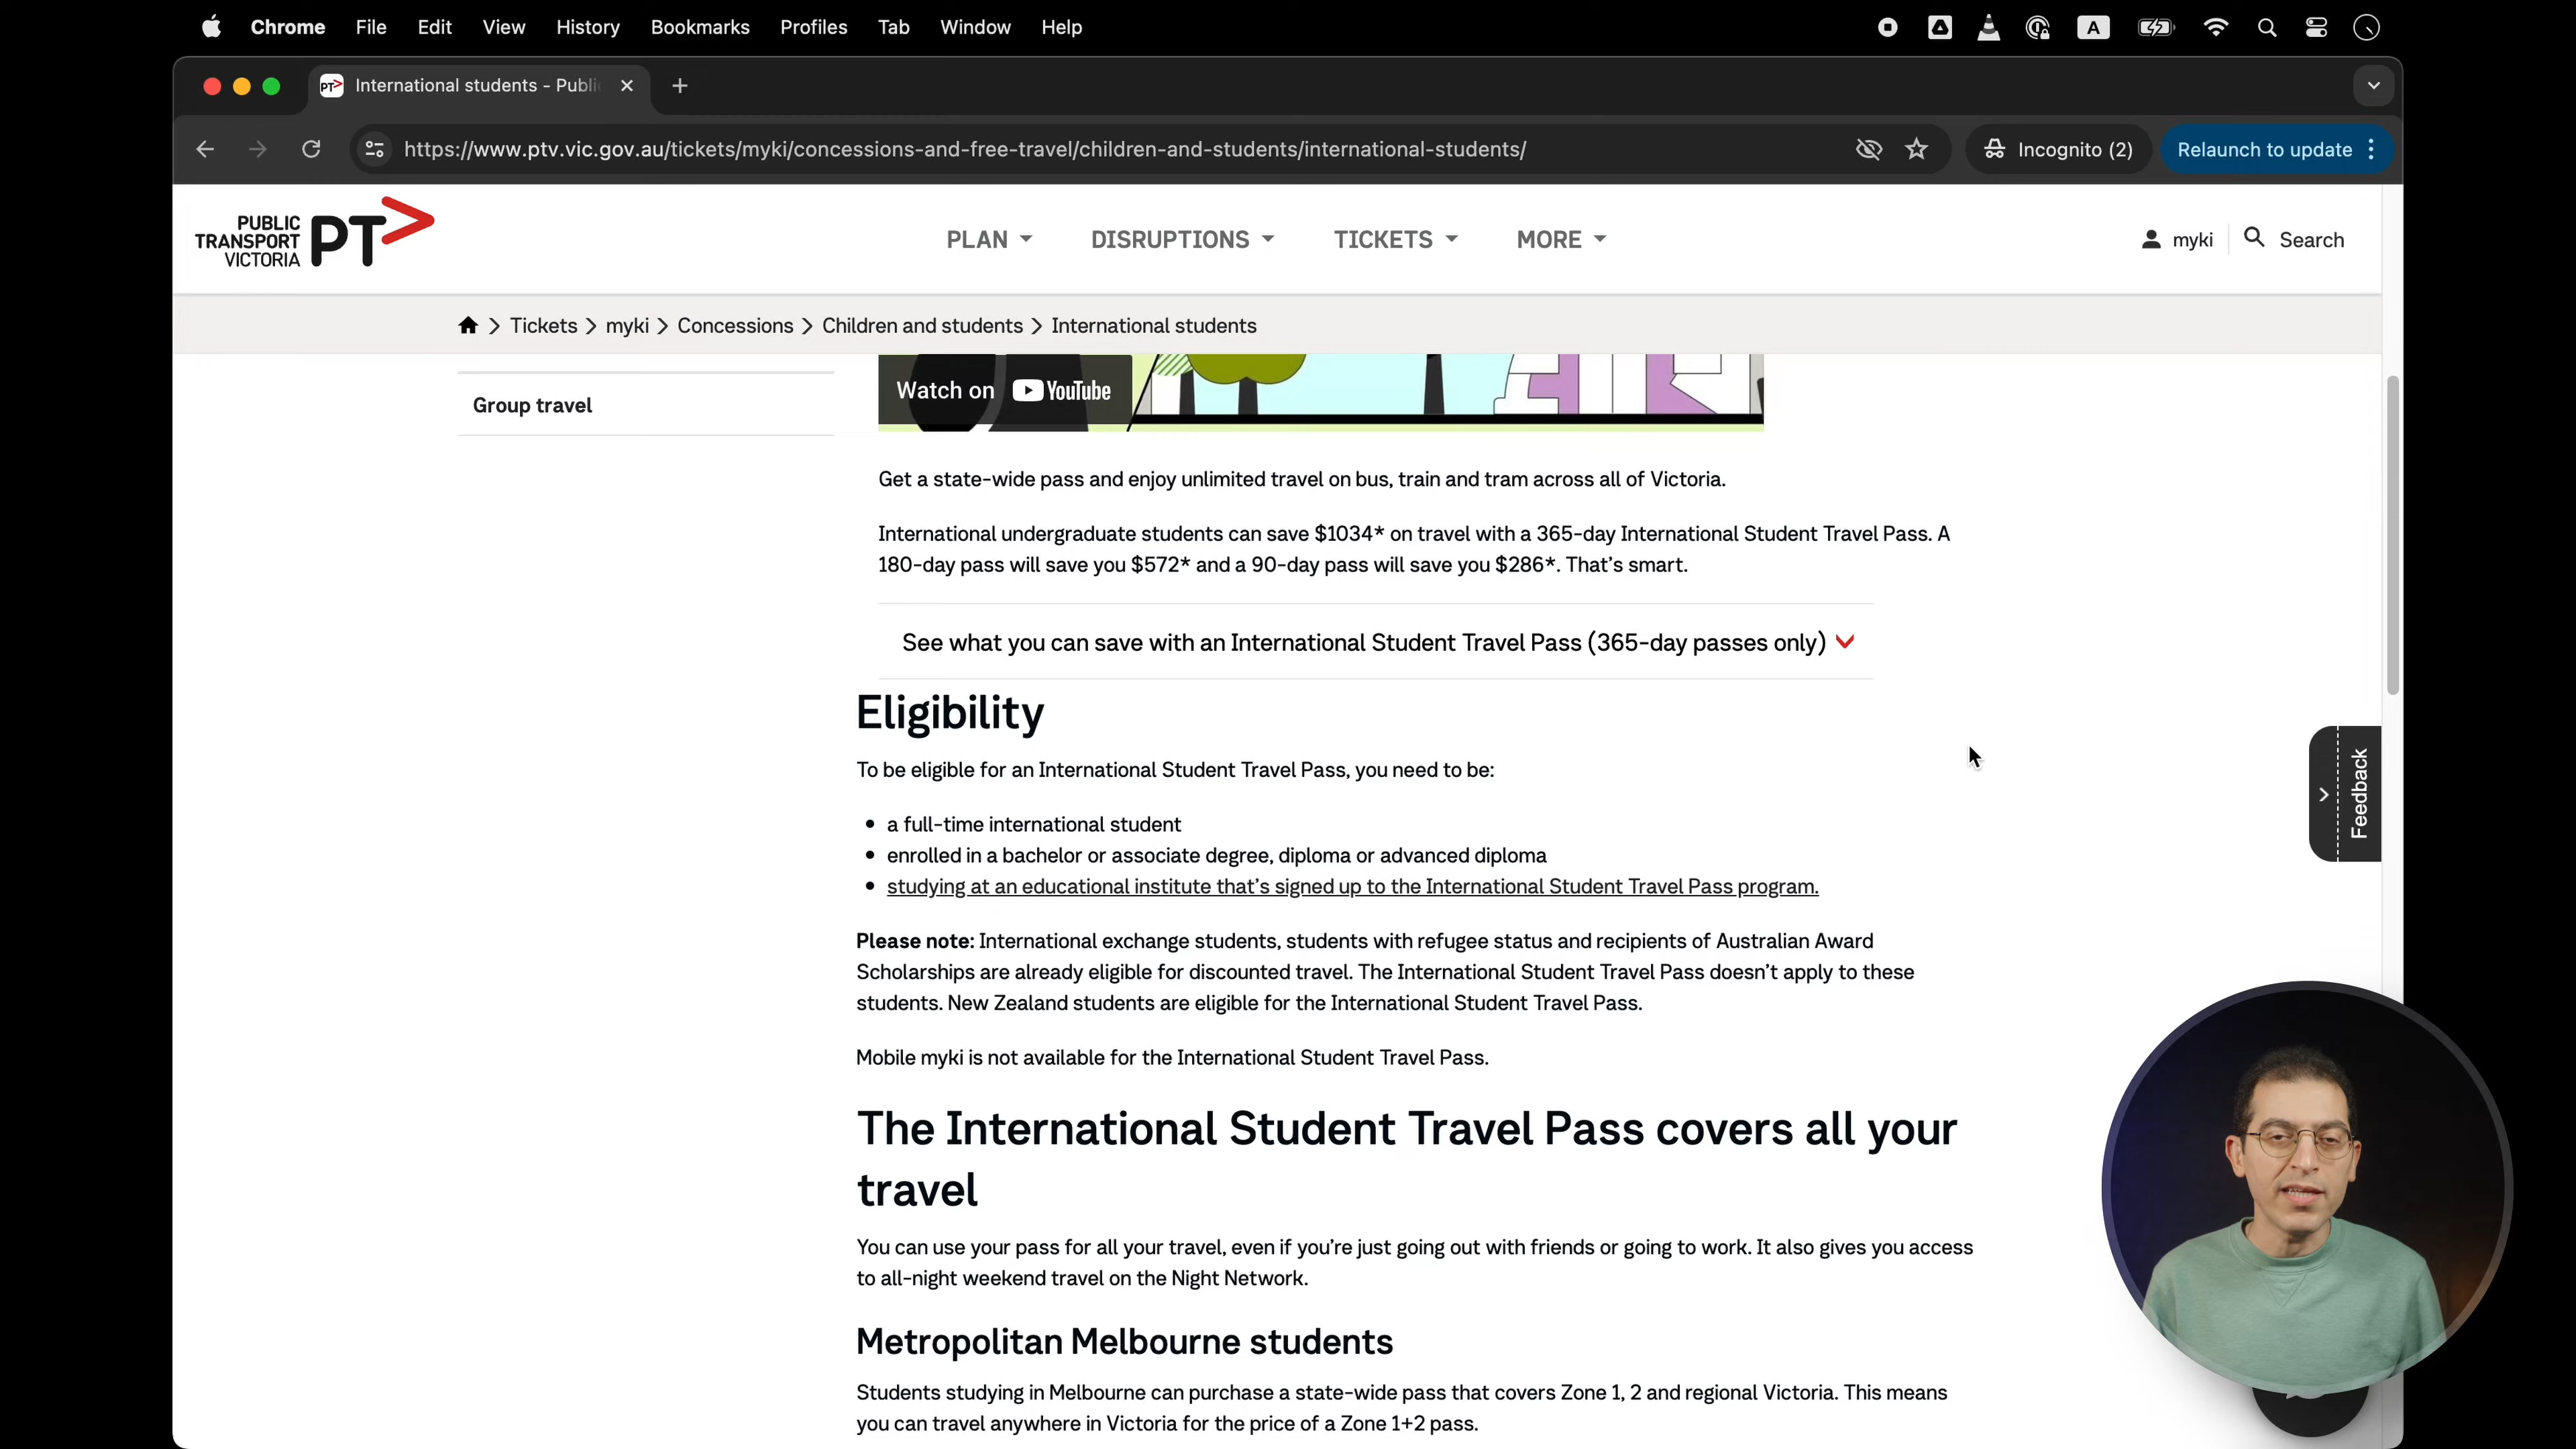 Chrome File Edit View History Bookmarks Profiles Tab Window Help
A
PT> International students - Publi
https://www.ptv.vic.gov.au/tickets/myki/concessions-and-free-travel/children-and-students/international-students/
Incognito (2)
Relaunch to update
PUBLIC
TRANSPORT
VICTORIA
PT>
PLAN DISRUPTIONS TICKETS MORE
myki Search
> Tickets > myki > Concessions > Children and students > International students
Group travel
Watch on YouTube
Get a state-wide pass and enjoy unlimited travel on bus, train and tram across all of Victoria.
International undergraduate students can save $1034* on travel with a 365-day International Student Travel Pass. A
180-day pass will save you $572* and a 90-day pass will save you $286*. That's smart.
See what you can save with an International Student Travel Pass (365-day passes only)
Eligibility
To be eligible for an International Student Travel Pass, you need to be:
• a full-time international student
• enrolled in a bachelor or associate degree, diploma or advanced diploma
• studying at an educational institute that's signed up to the International Student Travel Pass program.
Please note: International exchange students, students with refugee status and recipients of Australian Award
Scholarships are already eligible for discounted travel. The International Student Travel Pass doesn't apply to these
students. New Zealand students are eligible for the International Student Travel Pass.
Mobile myki is not available for the International Student Travel Pass.
The International Student Travel Pass covers all your
travel
You can use your pass for all your travel, even if you're just going out with friends or going to work. It also gives you access
to all-night weekend travel on the Night Network.
Metropolitan Melbourne students
Students studying in Melbourne can purchase a state-wide pass that covers Zone 1, 2 and regional Victoria. This means
you can travel anywhere in Victoria for the price of a Zone 1+2 pass.
Feedback